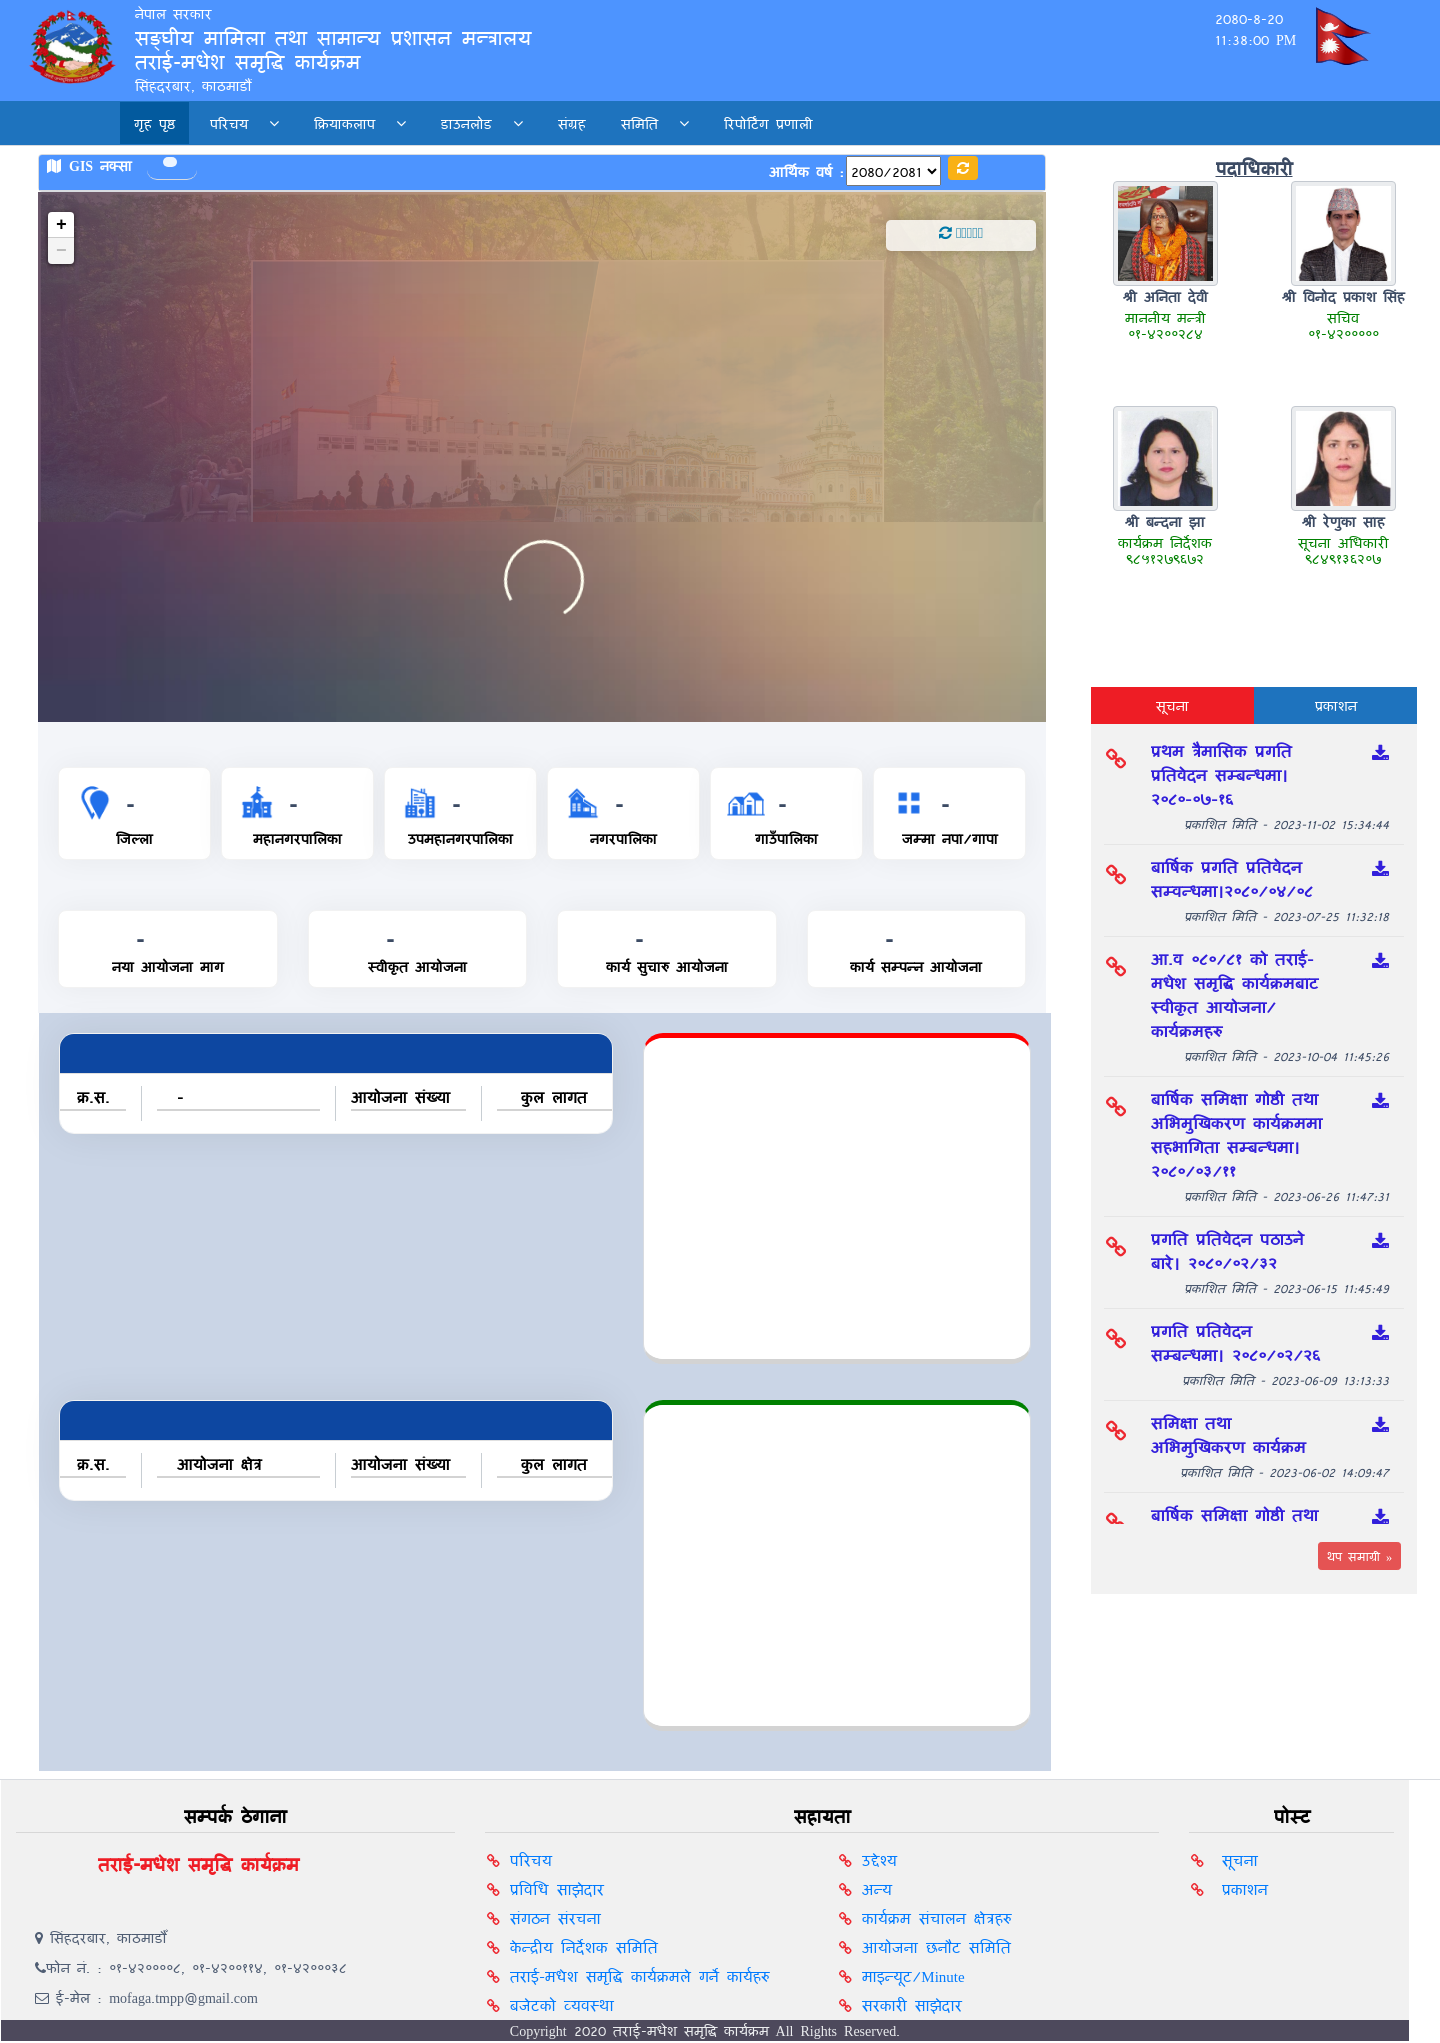 नेपाल सरकार
सङ्घीय मामिला तथा सामान्य प्रशासन मन्त्रालय
तराई-मधेश समृद्धि कार्यक्रम
सिंहदरबार, काठमाडौं
2080-8-20
11:38:00 PM
गृह पृष्ठ परिचय क्रियाकलाप डाउनलोड संग्रह समिति रिपोर्टिंग प्रणाली
GIS नक्सा
आर्थिक वर्ष : 2080/2081
+
−
पदाधिकारी
श्री अनिता देवी
माननीय मन्त्री
०१-४२००२८४
श्री विनोद प्रकाश सिंह
सचिव
०१-४२०००००
श्री बन्दना झा
कार्यक्रम निर्देशक
९८५१२७९६७२
श्री रेणुका साह
सूचना अधिकारी
९८४९१३६२०७
- - - - - -
जिल्ला महानगरपालिका उपमहानगरपालिका नगरपालिका गाउँपालिका जम्मा नपा/गापा
- - - -
नया आयोजना माग स्वीकृत आयोजना कार्य सुचारु आयोजना कार्य सम्पन्न आयोजना
क्र.स. - आयोजना संख्या कुल लागत
क्र.स. आयोजना क्षेत्र आयोजना संख्या कुल लागत
सूचना प्रकाशन
प्रथम त्रैमासिक प्रगति
प्रतिवेदन सम्बन्धमा।
२०८०-०७-१६
प्रकाशित मिति - 2023-11-02 15:34:44
बार्षिक प्रगति प्रतिवेदन
सम्वन्धमा।२०८०/०४/०८
प्रकाशित मिति - 2023-07-25 11:32:18
आ.व ०८०/८१ को तराई-
मधेश समृद्धि कार्यक्रमबाट
स्वीकृत आयोजना/
कार्यक्रमहरु
प्रकाशित मिति - 2023-10-04 11:45:26
बार्षिक समिक्षा गोष्ठी तथा
अभिमुखिकरण कार्यक्रममा
सहभागिता सम्बन्धमा।
२०८०/०३/११
प्रकाशित मिति - 2023-06-26 11:47:31
प्रगति प्रतिवेदन पठाउने
बारे। २०८०/०२/३२
प्रकाशित मिति - 2023-06-15 11:45:49
प्रगति प्रतिवेदन
सम्बन्धमा। २०८०/०२/२६
प्रकाशित मिति - 2023-06-09 13:13:33
समिक्षा तथा
अभिमुखिकरण कार्यक्रम
प्रकाशित मिति - 2023-06-02 14:09:47
बार्षिक समिक्षा गोष्ठी तथा
थप समाग्री »
सम्पर्क ठेगाना
तराई-मधेश समृद्धि कार्यक्रम
सिंहदरबार, काठमाडौँ
फोन नं. : ०१-४२००००८, ०१-४२००११४, ०१-४२०००३८
ई-मेल : mofaga.tmpp@gmail.com
सहायता
परिचय
प्रविधि साझेदार
संगठन संरचना
केन्द्रीय निर्देशक समिति
तराई-मधेश समृद्धि कार्यक्रमले गर्ने कार्यहरु
बजेटको व्यवस्था
उद्देश्य
अन्य
कार्यक्रम संचालन क्षेत्रहरु
आयोजना छनौट समिति
माइन्यूट/Minute
सरकारी साझेदार
पोस्ट
सूचना
प्रकाशन
Copyright 2020 तराई-मधेश समृद्धि कार्यक्रम All Rights Reserved.